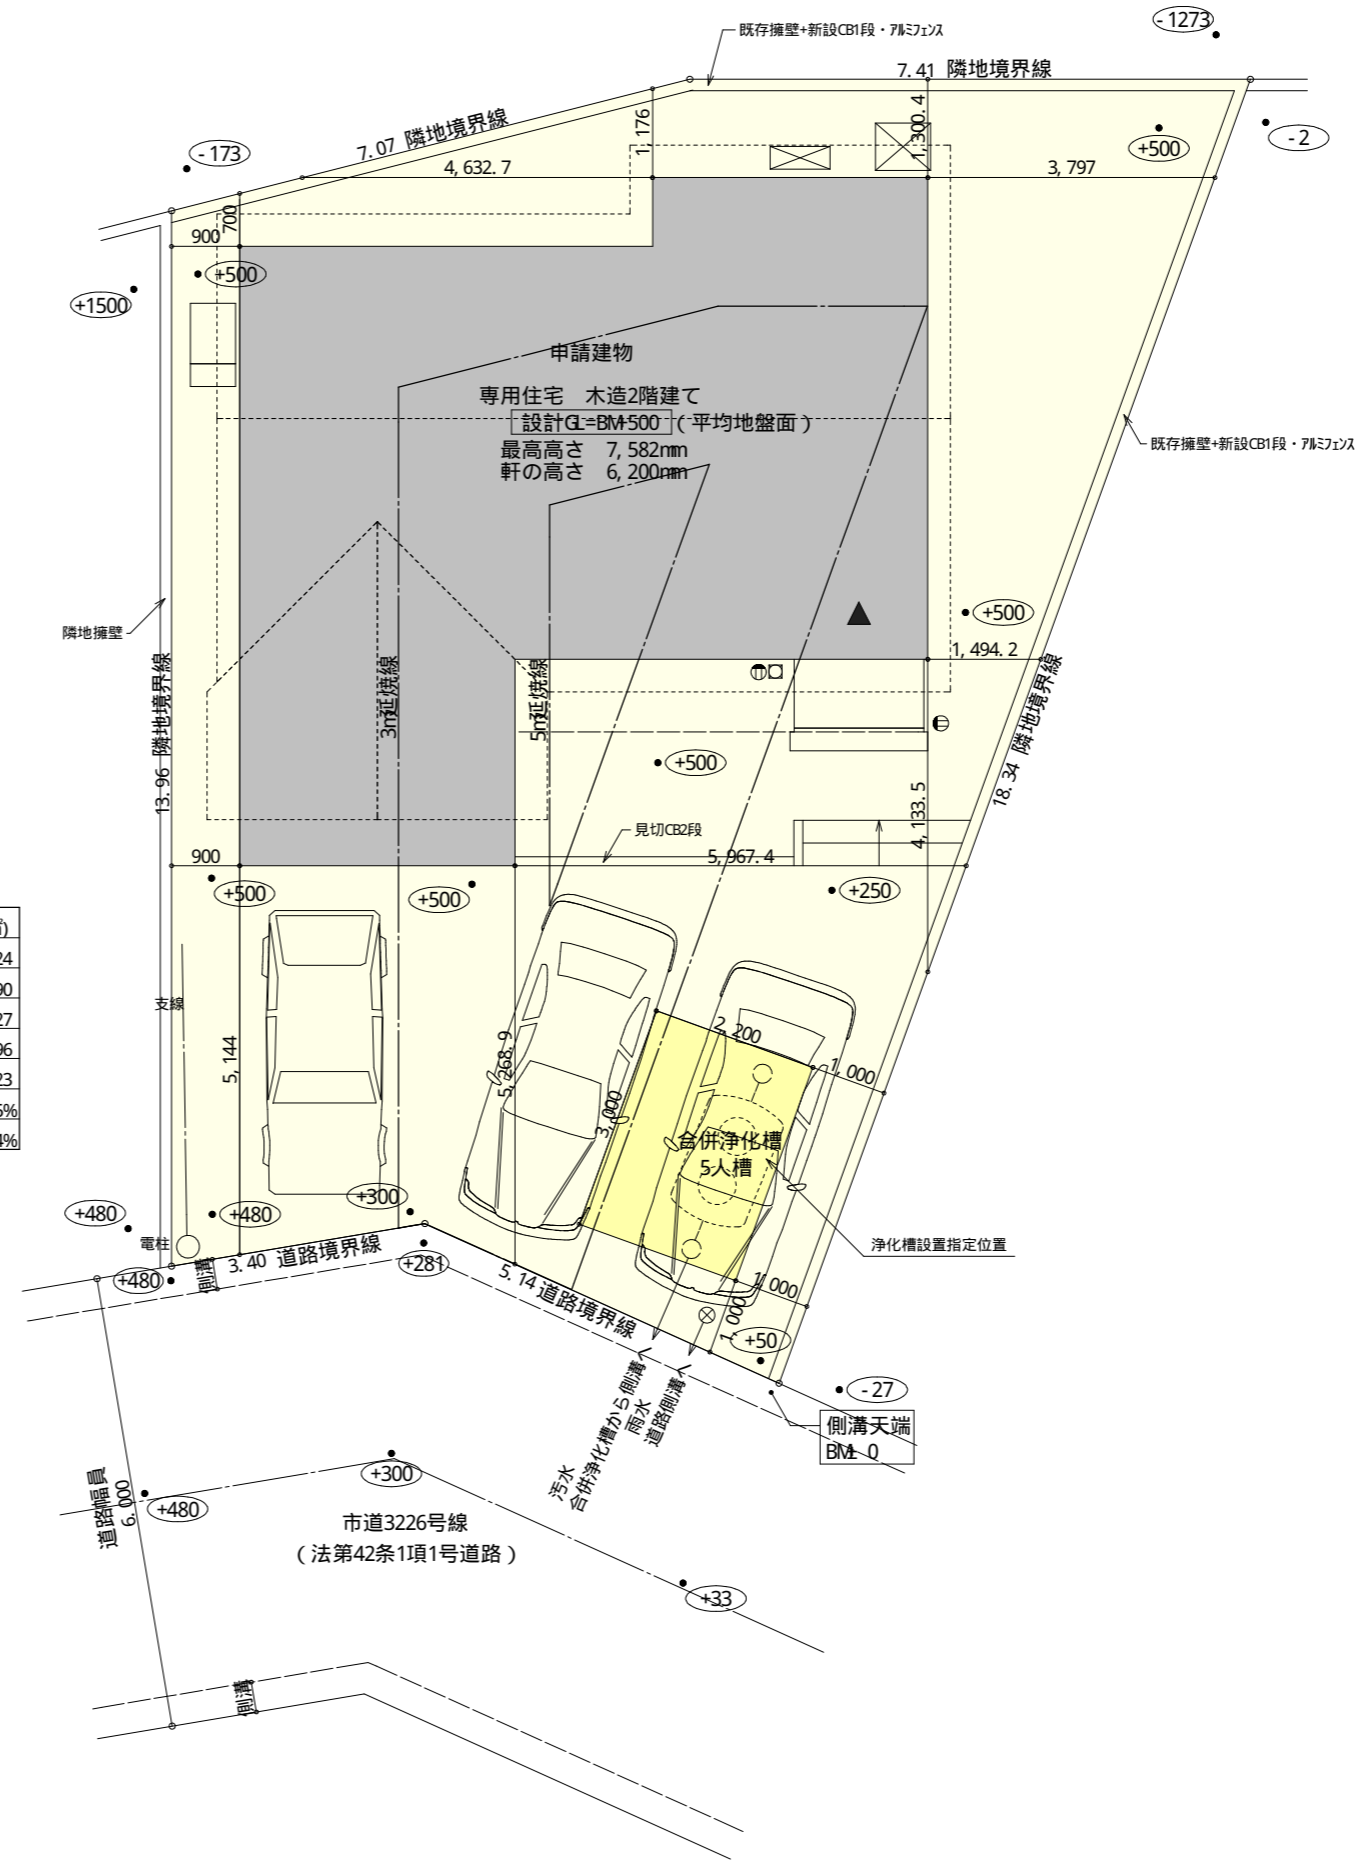 -1273
既存擁壁+新設CB1段・アルミフェンス
7.41 隣地境界線
-2
+500
7.07 隣地境界線
-173
1,176
1,300.4
4,632.7
3,797
700
900
+500
+1500
申請建物
専用住宅 木造2階建て
設計GL=BM+500 (平均地盤面)
最高高さ 7,582mm
軒の高さ 6,200mm
既存擁壁+新設CB1段・アルミフェンス
隣地擁壁
+500
1,494.2
13.96 隣地境界線
3m延焼線
5m延焼線
18.34 隣地境界線
+500
4,133.5
見切CB2段
900
5,967.4
+500
+500
+250
24
90
27
96
23
支線
5,144
5,268.9
3,000
2,200
1,000
合併浄化槽
5人槽
浄化槽設置指定位置
+480
+480
+300
電柱
+480
側溝
3.40 道路境界線
+281
5.14 道路境界線
1,000
1,000
+50
-27
側溝天端
BM±0
汚水
合併浄化槽から側溝へ
雨水
道路側溝へ
道路幅員
6.000
+480
+300
市道3226号線
(法第42条1項1号道路)
+33
側溝